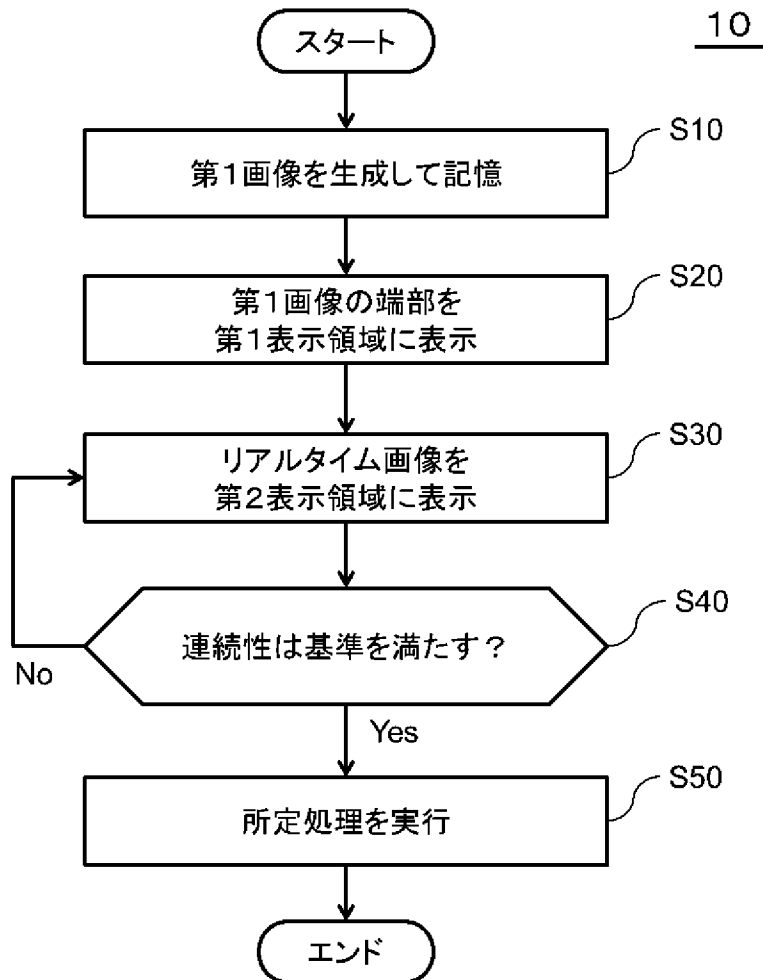 スタート
10
第1画像を生成して記憶
S10
第1画像の端部を
第1表示領域に表示
S20
リアルタイム画像を
第2表示領域に表示
S30
連続性は基準を満たす？
S40
No
Yes
所定処理を実行
S50
エンド